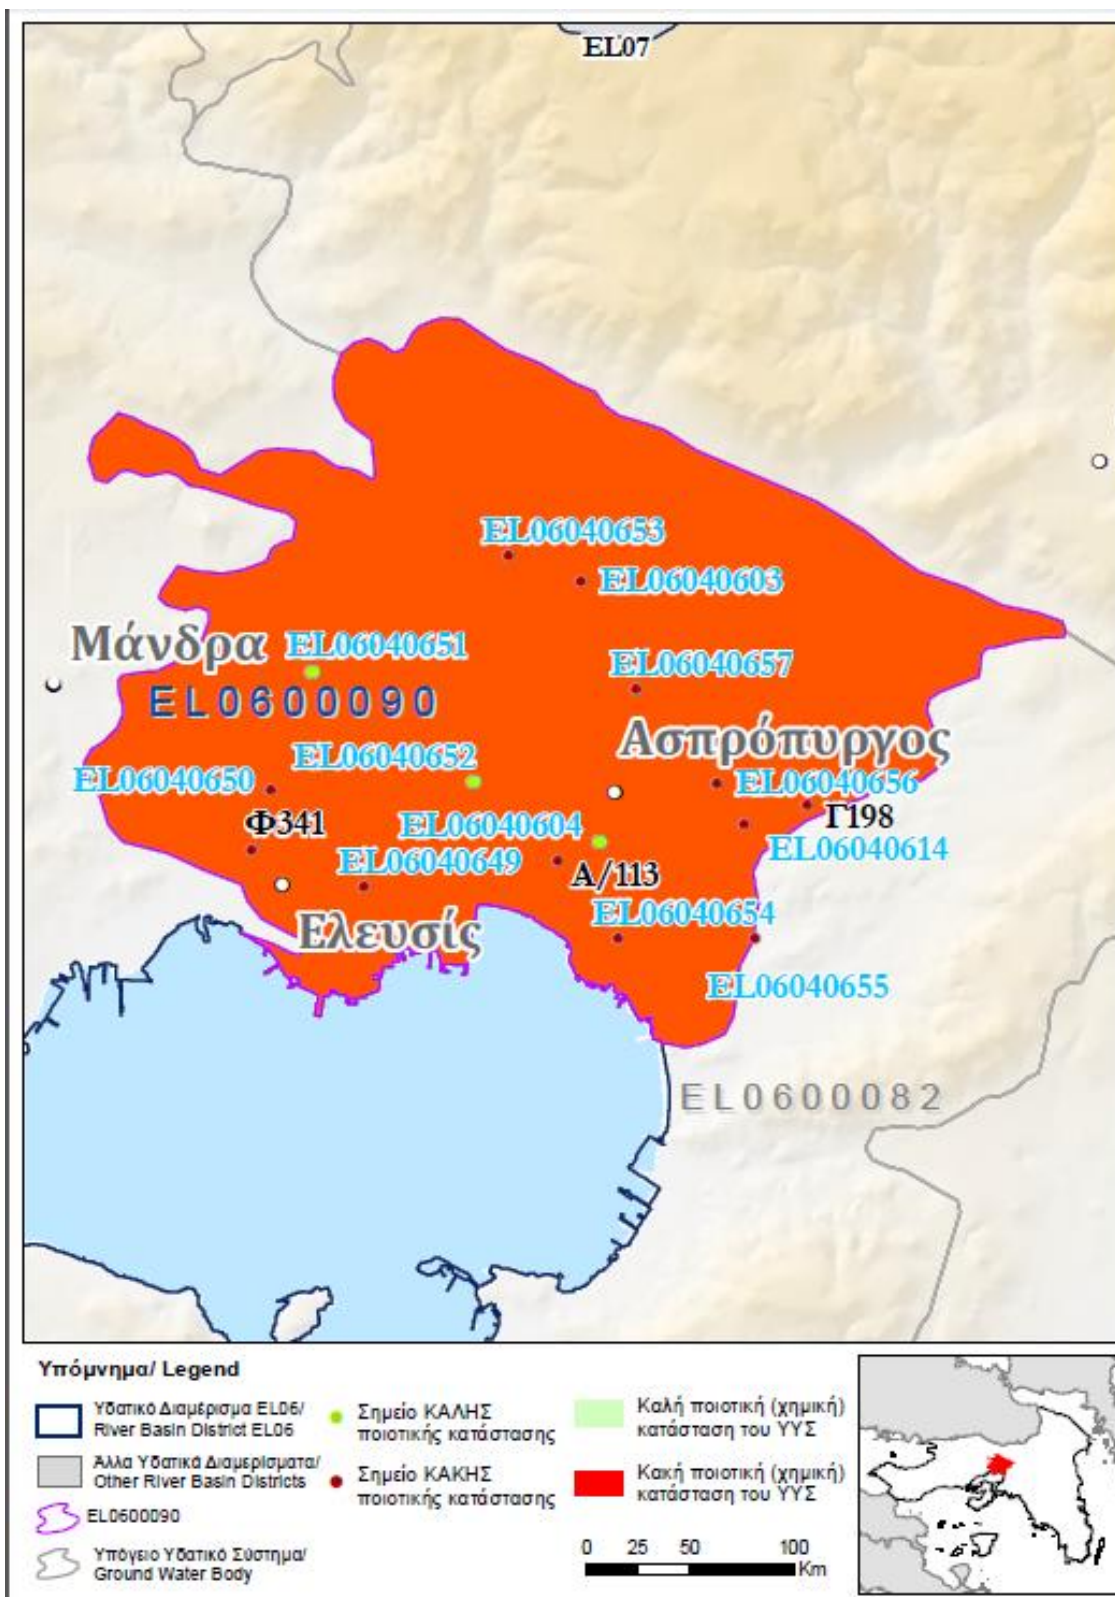 EL07
EL06040653
EL06040603
Μάνδρα
EL06040651
EL06040657
EL0600090
Ασπρόπυργος
EL06040652
EL06040650
EL06040656
Φ341
EL06040604
Γ198
EL06040649
Α/113
EL06040614
Ελευσίς
EL06040654
EL06040655
EL0600082
Υπόμνημα/ Legend
Υδατικό Διαμέρισμα EL06/
River Basin District EL06
Άλλα Υδατικά Διαμερίσματα/
Other River Basin Districts
EL0600090
Υπόγειο Υδατικό Σύστημα/
Ground Water Body
Σημείο ΚΑΛΗΣ
ποιοτικής κατάστασης
Σημείο ΚΑΚΗΣ
ποιοτικής κατάστασης
Καλή ποιοτική (χημική)
κατάσταση του ΥΥΣ
Κακή ποιοτική (χημική)
κατάσταση του ΥΥΣ
0 25 50 100
Km